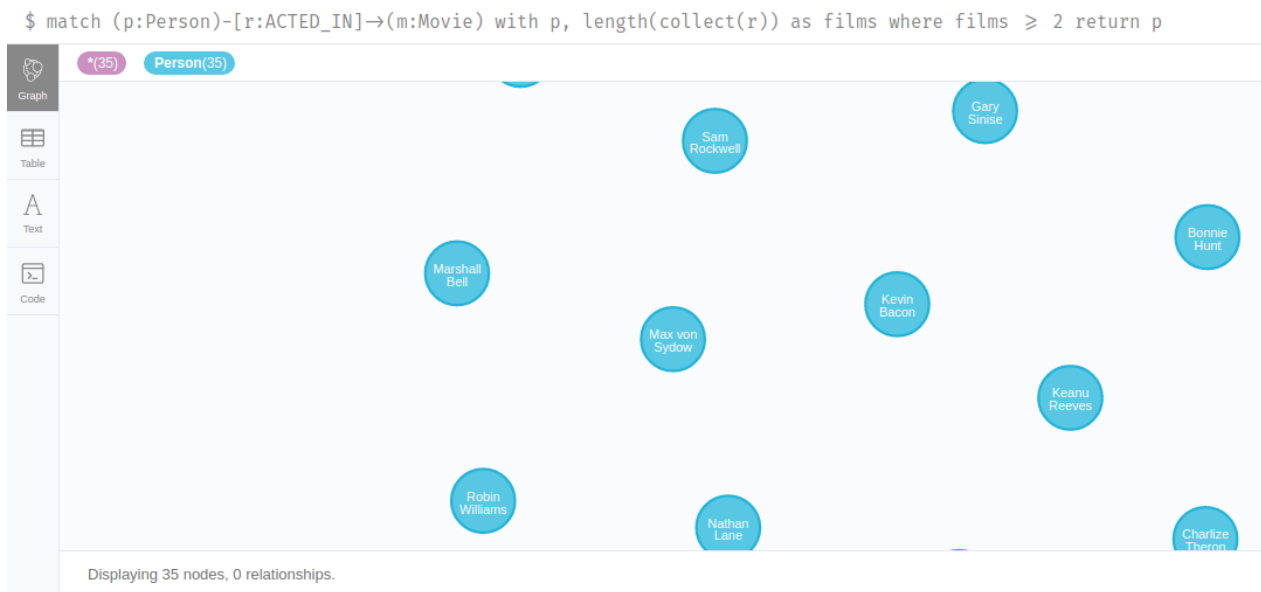 $ match (p:Person)-[r:ACTED_IN]→(m:Movie) with p, length(collect(r)) as films where films ⩾ 2 return p
*(35) Person(35)
Graph
Table
Text
Code
Gary
Sinise
Sam
Rockwell
Bonnie
Hunt
Marshall
Bell
Kevin
Bacon
Max von
Sydow
Keanu
Reeves
Robin
Williams
Nathan
Lane
Charlize
Theron
Displaying 35 nodes, 0 relationships.